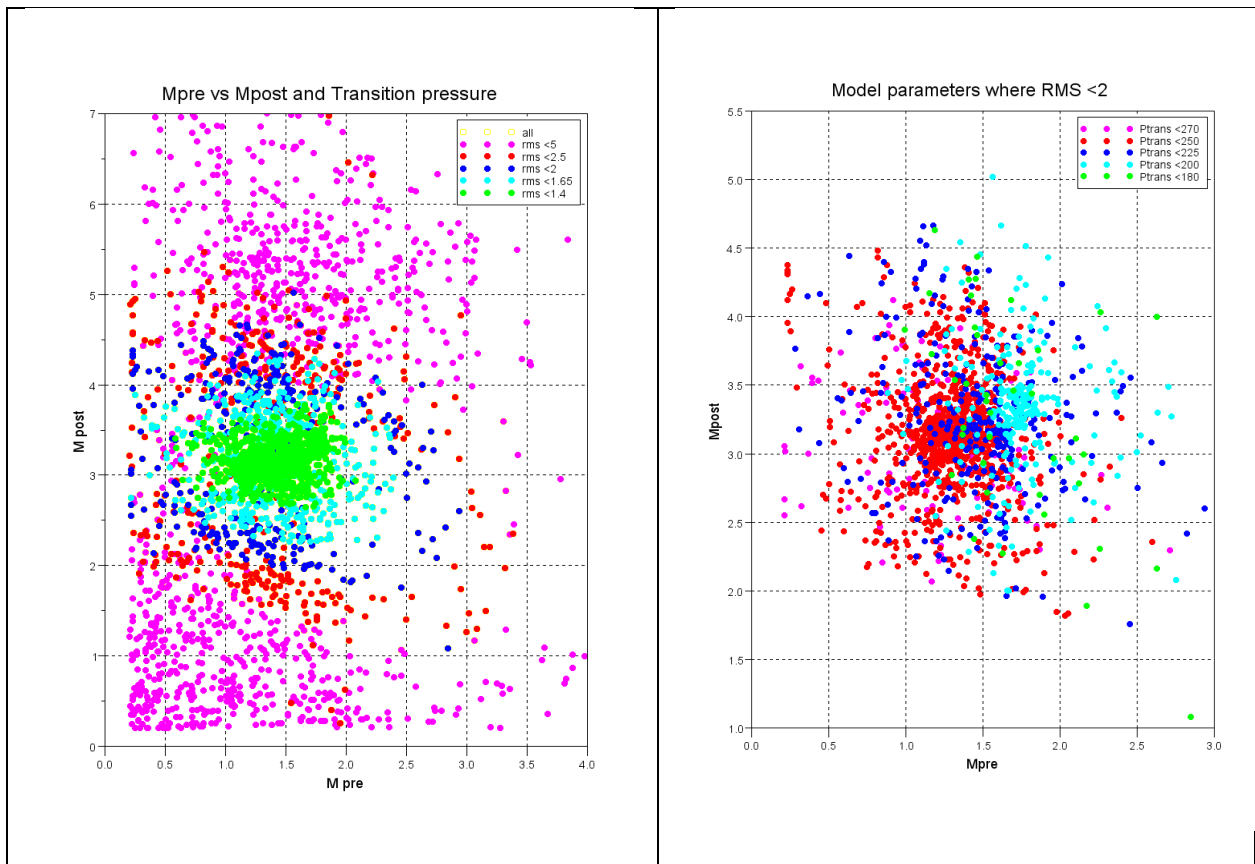 Mpre vs Mpost and Transition pressure
all
rms <5
rms <2.5
rms <2
rms <1.65
rms <1.4
7
6
5
4
3
2
1
0
M post
0.0 0.5 1.0 1.5 2.0 2.5 3.0 3.5 4.0
M pre
Model parameters where RMS <2
Ptrans <270
Ptrans <250
Ptrans <225
Ptrans <200
Ptrans <180
5.5
5.0
4.5
4.0
3.5
3.0
2.5
2.0
1.5
1.0
Mpost
0.0 0.5 1.0 1.5 2.0 2.5 3.0
Mpre